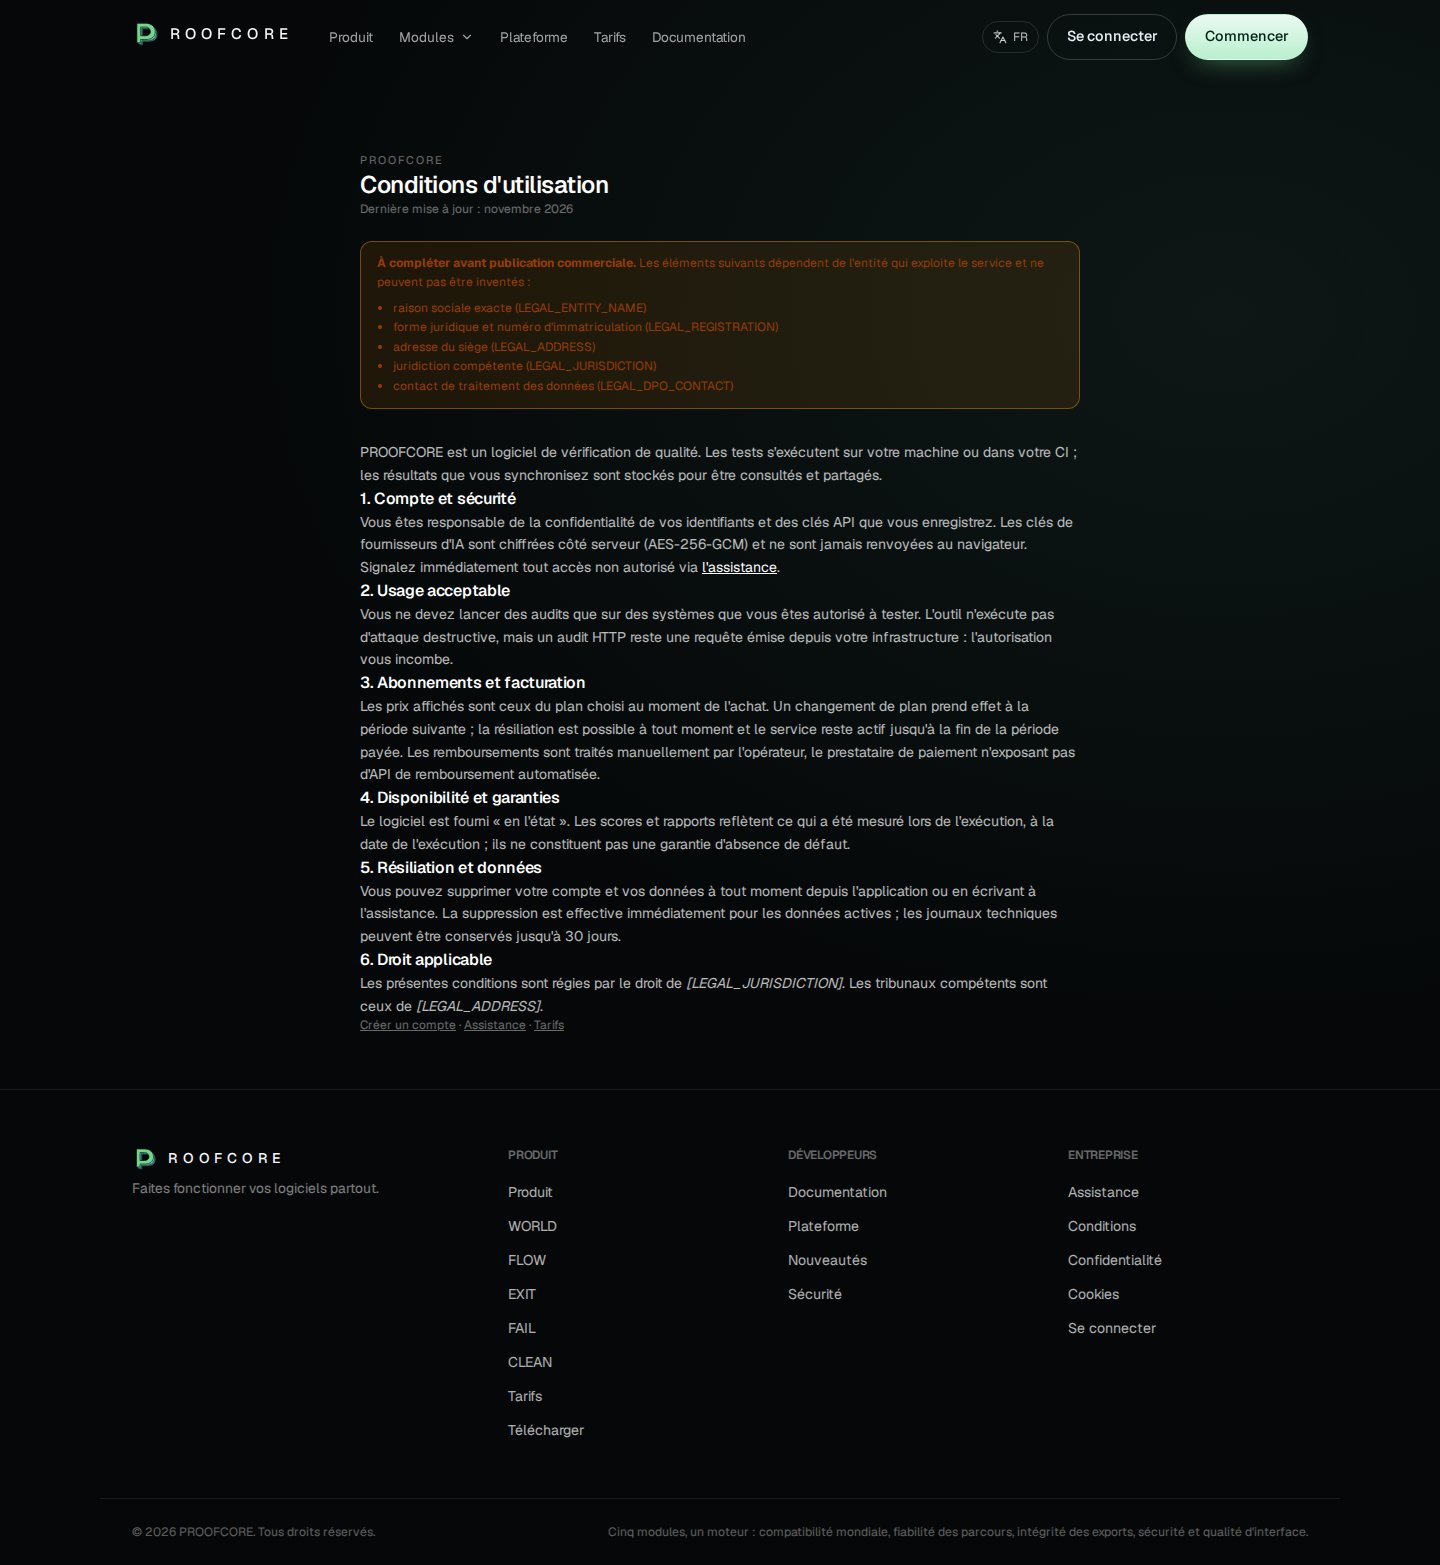 ROOFCORE
Produit
Modules
Plateforme
Tarifs
Documentation
FR
Se connecter
Commencer
PROOFCORE
Conditions d'utilisation
Dernière mise à jour : novembre 2026
À compléter avant publication commerciale. Les éléments suivants dépendent de l'entité qui exploite le service et ne
peuvent pas être inventés :
• raison sociale exacte (LEGAL_ENTITY_NAME)
• forme juridique et numéro d'immatriculation (LEGAL_REGISTRATION)
• adresse du siège (LEGAL_ADDRESS)
• juridiction compétente (LEGAL_JURISDICTION)
• contact de traitement des données (LEGAL_DPO_CONTACT)
PROOFCORE est un logiciel de vérification de qualité. Les tests s'exécutent sur votre machine ou dans votre CI ;
les résultats que vous synchronisez sont stockés pour être consultés et partagés.
1. Compte et sécurité
Vous êtes responsable de la confidentialité de vos identifiants et des clés API que vous enregistrez. Les clés de
fournisseurs d'IA sont chiffrées côté serveur (AES-256-GCM) et ne sont jamais renvoyées au navigateur.
Signalez immédiatement tout accès non autorisé via l'assistance.
2. Usage acceptable
Vous ne devez lancer des audits que sur des systèmes que vous êtes autorisé à tester. L'outil n'exécute pas
d'attaque destructive, mais un audit HTTP reste une requête émise depuis votre infrastructure : l'autorisation
vous incombe.
3. Abonnements et facturation
Les prix affichés sont ceux du plan choisi au moment de l'achat. Un changement de plan prend effet à la
période suivante ; la résiliation est possible à tout moment et le service reste actif jusqu'à la fin de la période
payée. Les remboursements sont traités manuellement par l'opérateur, le prestataire de paiement n'exposant pas
d'API de remboursement automatisée.
4. Disponibilité et garanties
Le logiciel est fourni « en l'état ». Les scores et rapports reflètent ce qui a été mesuré lors de l'exécution, à la
date de l'exécution ; ils ne constituent pas une garantie d'absence de défaut.
5. Résiliation et données
Vous pouvez supprimer votre compte et vos données à tout moment depuis l'application ou en écrivant à
l'assistance. La suppression est effective immédiatement pour les données actives ; les journaux techniques
peuvent être conservés jusqu'à 30 jours.
6. Droit applicable
Les présentes conditions sont régies par le droit de [LEGAL_JURISDICTION]. Les tribunaux compétents sont
ceux de [LEGAL_ADDRESS].
Créer un compte · Assistance · Tarifs
ROOFCORE
Faites fonctionner vos logiciels partout.
PRODUIT
Produit
WORLD
FLOW
EXIT
FAIL
CLEAN
Tarifs
Télécharger
DÉVELOPPEURS
Documentation
Plateforme
Nouveautés
Sécurité
ENTREPRISE
Assistance
Conditions
Confidentialité
Cookies
Se connecter
© 2026 PROOFCORE. Tous droits réservés.
Cinq modules, un moteur : compatibilité mondiale, fiabilité des parcours, intégrité des exports, sécurité et qualité d'interface.